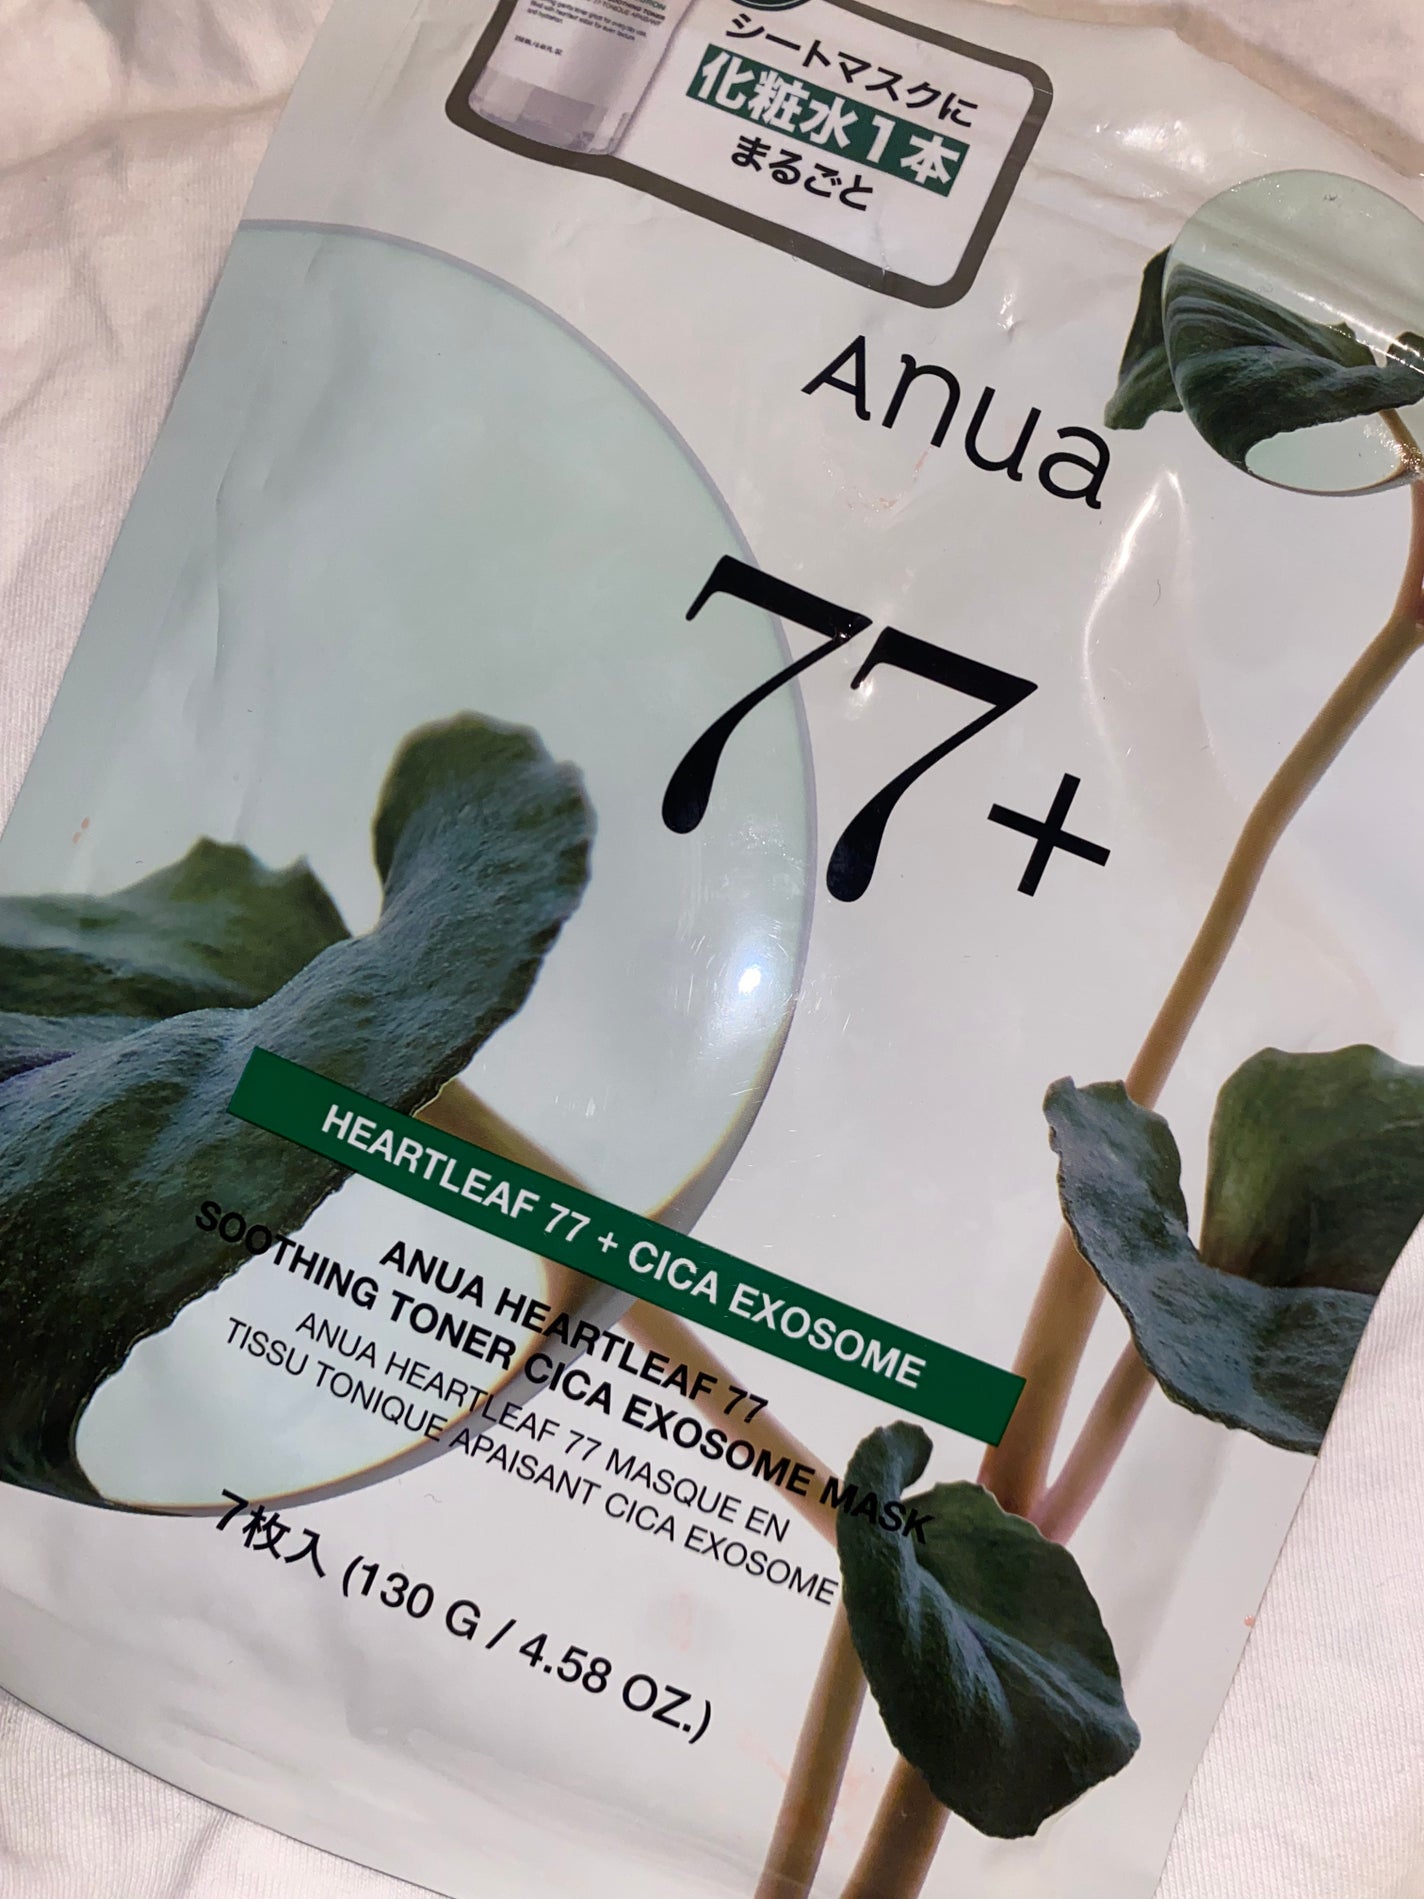 シートマスクに
化粧水1本
まるごと
Anua
77+
HEARTLEAF 77 + CICA EXOSOME
ANUA HEARTLEAF 77
SOOTHING TONER CICA EXOSOME MASK
ANUA HEARTLEAF 77 MASQUE EN
TISSU TONIQUE APAISANT CICA EXOSOME
7枚入 (130 G / 4.58 OZ.)